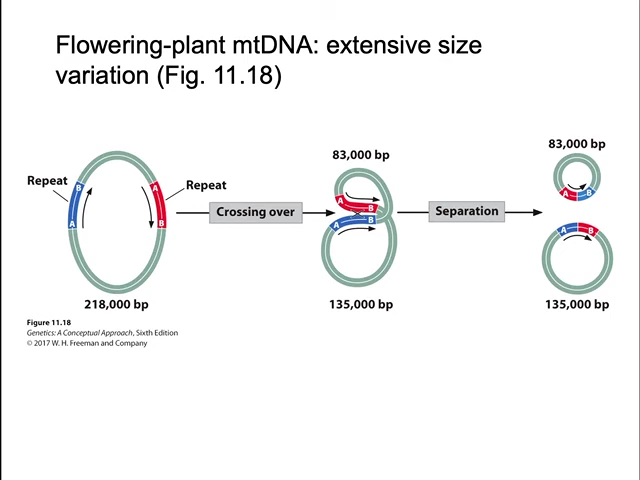 Flowering-plant mtDNA: extensive size
variation (Fig. 11.18)
Repeat
B
A
A
B
Repeat
218,000 bp
Crossing over
83,000 bp
A
B
A
B
135,000 bp
Separation
83,000 bp
A
B
A
B
135,000 bp
Figure 11.18
Genetics: A Conceptual Approach, Sixth Edition
© 2017 W. H. Freeman and Company